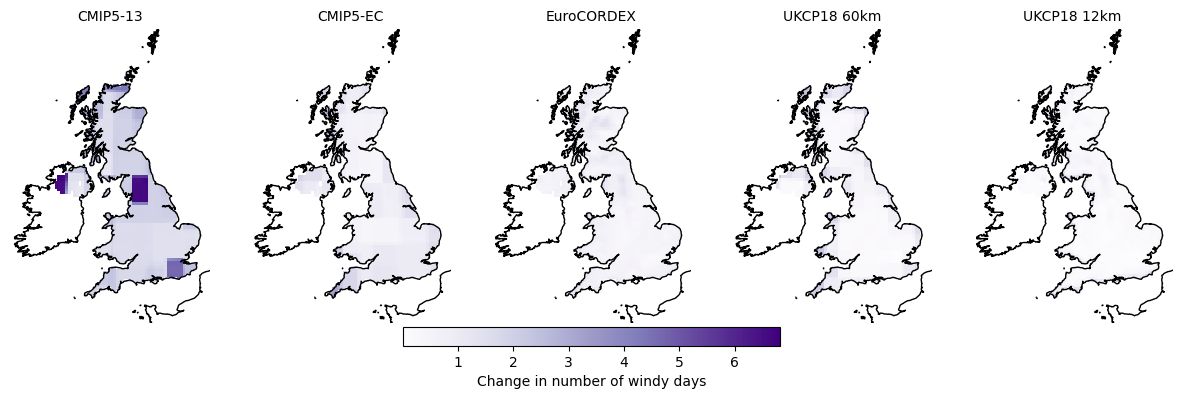 CMIP5-13
CMIP5-EC
EuroCORDEX
UKCP18 60km
UKCP18 12km
1 2 3 4 5 6
Change in number of windy days